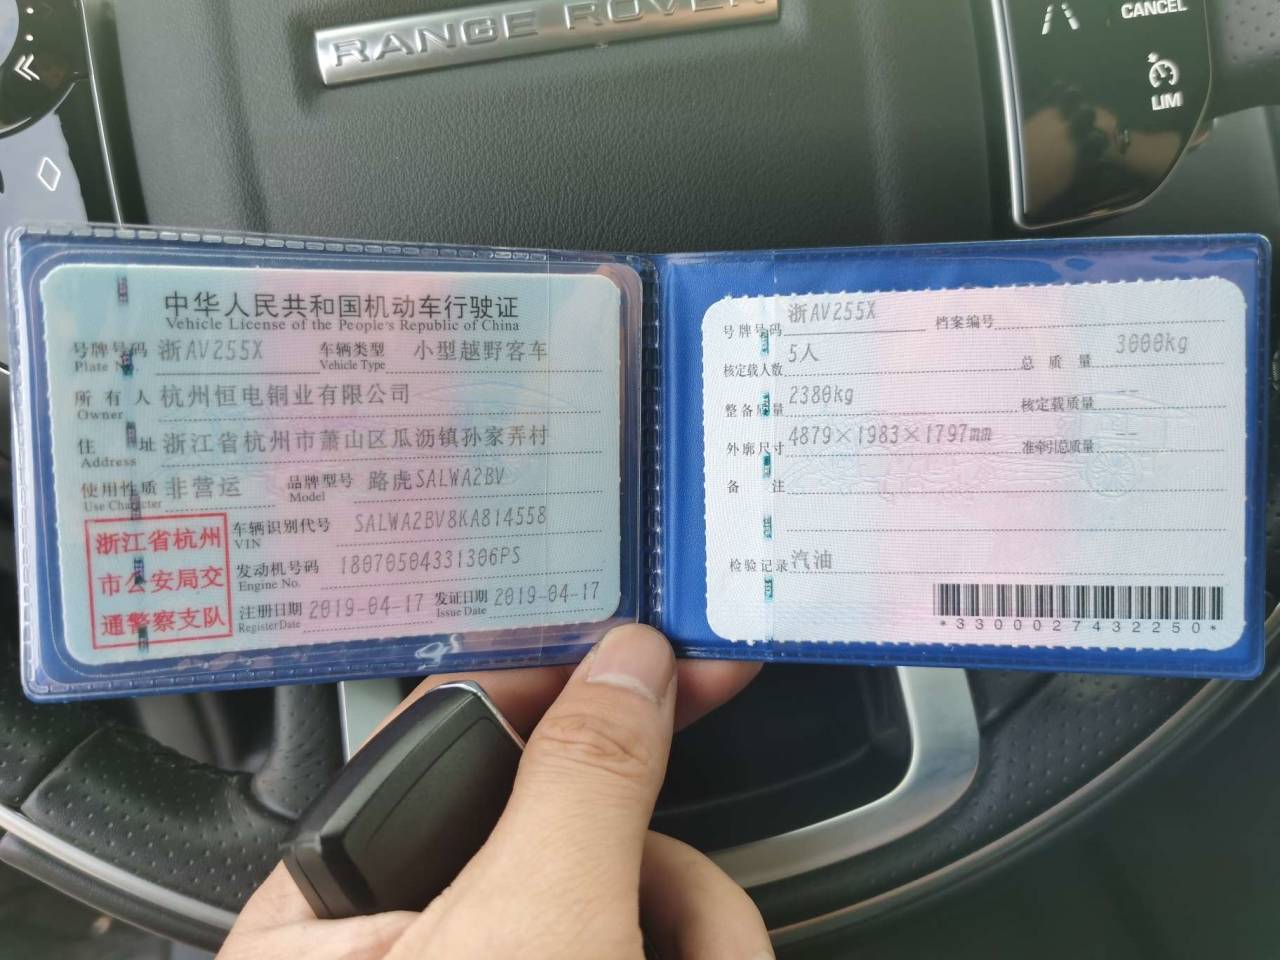 RANGE ROVER
CANCEL
LIM
中华人民共和国机动车行驶证
Vehicle License of the People's Republic of China
号牌号码 浙AV255X 车辆类型 小型越野客车
Plate No. Vehicle Type
所有人 杭州恒电铜业有限公司
Owner
住址 浙江省杭州市萧山区瓜沥镇孙家弄村
Address
使用性质 非营运 品牌型号 路虎SALWA2BV
Use Character Model
浙江省杭州
市公安局交
通警察支队
车辆识别代号 SALWA2BV8KA814558
VIN
发动机号码 18070504331306PS
Engine No.
注册日期 2019-04-17 发证日期 2019-04-17
Register Date Issue Date
号牌号码 浙AV255X 档案编号
核定载人数 5人 总质量 3000kg
整备质量 2380kg 核定载质量 --
外廓尺寸 4879×1983×1797mm 准牵引总质量 --
备注
检验记录 汽油
*3300027432250*